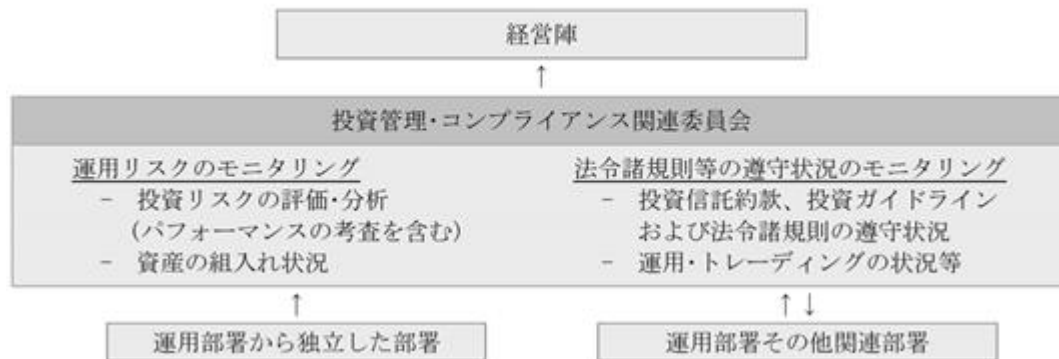 経営陣
↑
投資管理・コンプライアンス関連委員会
運用リスクのモニタリング
− 投資リスクの評価・分析
(パフォーマンスの考査を含む)
− 資産の組入れ状況
法令諸規則等の遵守状況のモニタリング
− 投資信託約款、投資ガイドライン
および法令諸規則の遵守状況
− 運用・トレーディングの状況等
↑
↑↓
運用部署から独立した部署
運用部署その他関連部署